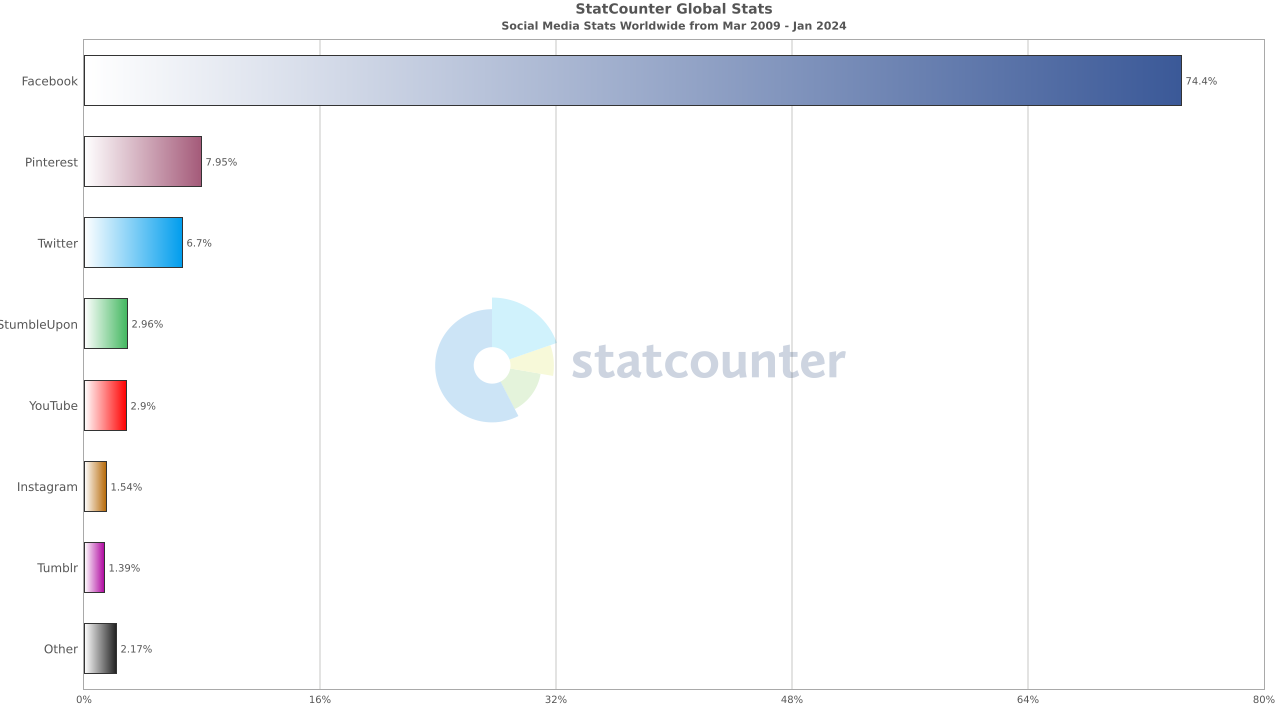 StatCounter Global Stats
Social Media Stats Worldwide from Mar 2009 - Jan 2024
Facebook 74.4%
Pinterest 7.95%
Twitter 6.7%
StumbleUpon 2.96%
statcounter
YouTube 2.9%
Instagram 1.54%
Tumblr 1.39%
Other 2.17%
0% 16% 32% 48% 64% 80%